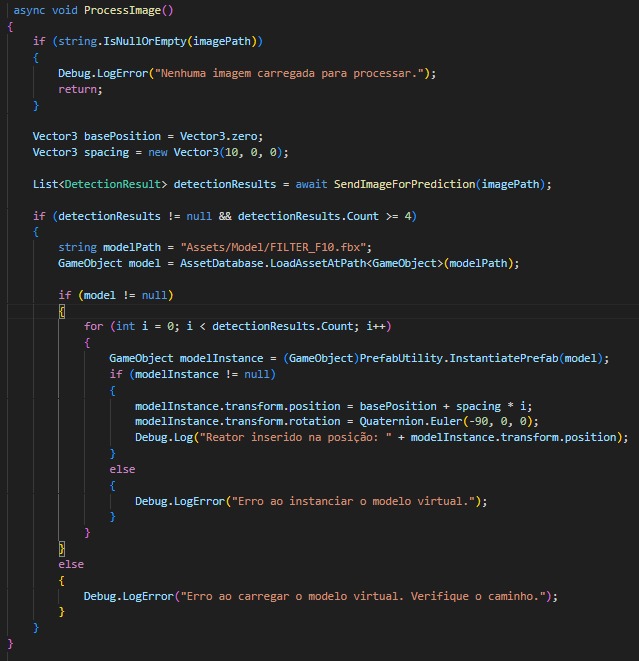 async void ProcessImage()
{
    if (string.IsNullOrEmpty(imagePath))
    {
        Debug.LogError("Nenhuma imagem carregada para processar.");
        return;
    }

    Vector3 basePosition = Vector3.zero;
    Vector3 spacing = new Vector3(10, 0, 0);

    List<DetectionResult> detectionResults = await SendImageForPrediction(imagePath);

    if (detectionResults != null && detectionResults.Count >= 4)
    {
        string modelPath = "Assets/Model/FILTER_F10.fbx";
        GameObject model = AssetDatabase.LoadAssetAtPath<GameObject>(modelPath);

        if (model != null)
        {
            for (int i = 0; i < detectionResults.Count; i++)
            {
                GameObject modelInstance = (GameObject)PrefabUtility.InstantiatePrefab(model);
                if (modelInstance != null)
                {
                    modelInstance.transform.position = basePosition + spacing * i;
                    modelInstance.transform.rotation = Quaternion.Euler(-90, 0, 0);
                    Debug.Log("Reator inserido na posição: " + modelInstance.transform.position);
                }
                else
                {
                    Debug.LogError("Erro ao instanciar o modelo virtual.");
                }
            }
        }
        else
        {
            Debug.LogError("Erro ao carregar o modelo virtual. Verifique o caminho.");
        }
    }
}